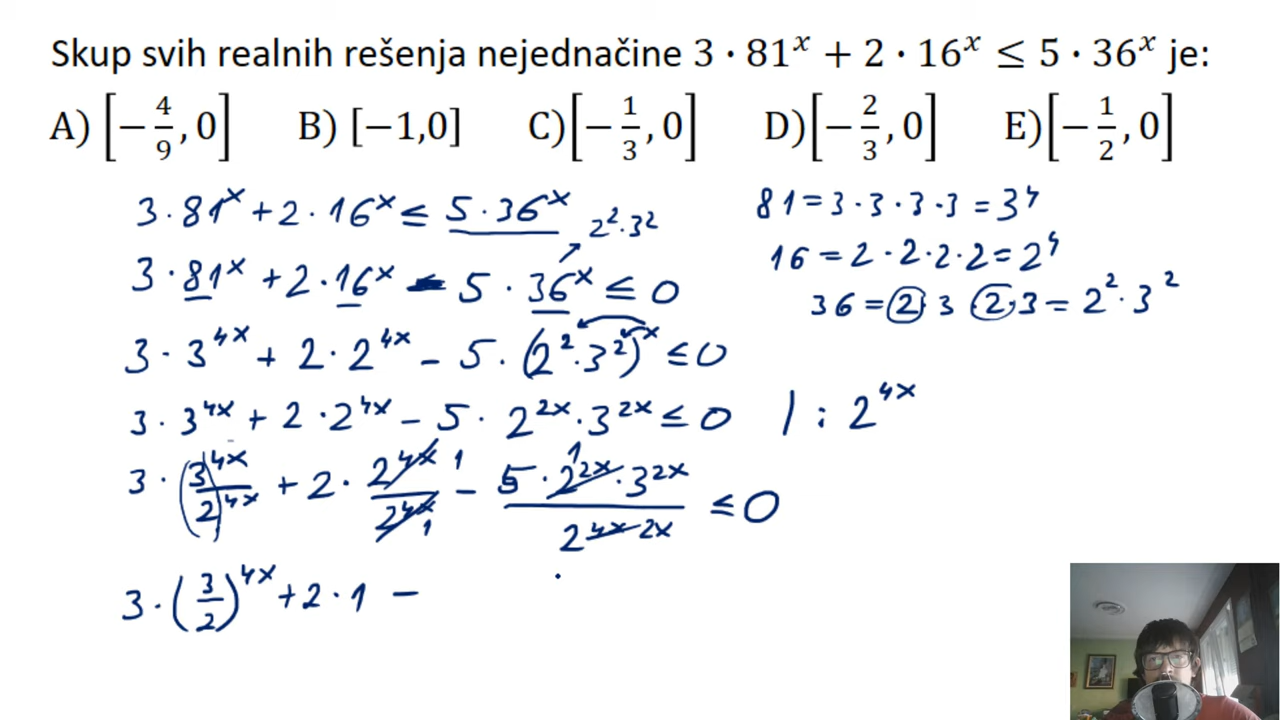 Skup svih realnih rešenja nejednačine 3 · 81^x + 2 · 16^x ≤ 5 · 36^x je:
A) [−4/9, 0] B) [−1,0] C) [−1/3, 0] D) [−2/3, 0] E) [−1/2, 0]
3 · 81^x + 2 · 16^x ≤ 5 · 36^x
2^2 · 3^2
81 = 3 · 3 · 3 · 3 = 3^4
3 · 81^x + 2 · 16^x − 5 · 36^x ≤ 0
16 = 2 · 2 · 2 · 2 = 2^4
36 = 2 · 3 · 2 · 3 = 2^2 · 3^2
3 · 3^4x + 2 · 2^4x − 5 · (2^2 · 3^2)^x ≤ 0
3 · 3^4x + 2 · 2^4x − 5 · 2^2x · 3^2x ≤ 0 | : 2^4x
3 · (3^4x / 2^4x) + 2 · 2^4x / 2^4x 1 1 − 5 · 2^2x · 3^2x / 2^4x 2x 1 ≤ 0
3 · (3/2)^4x + 2 · 1 −